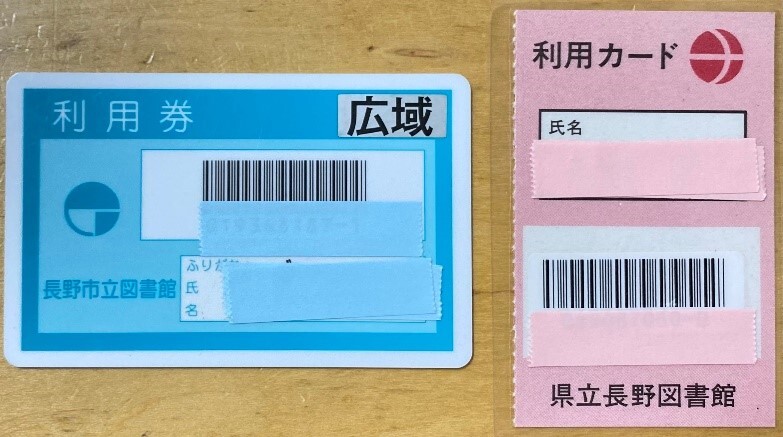 利用券
広域
長野市立図書館
ふりが
氏
名
利用カード
氏名
県立長野図書館